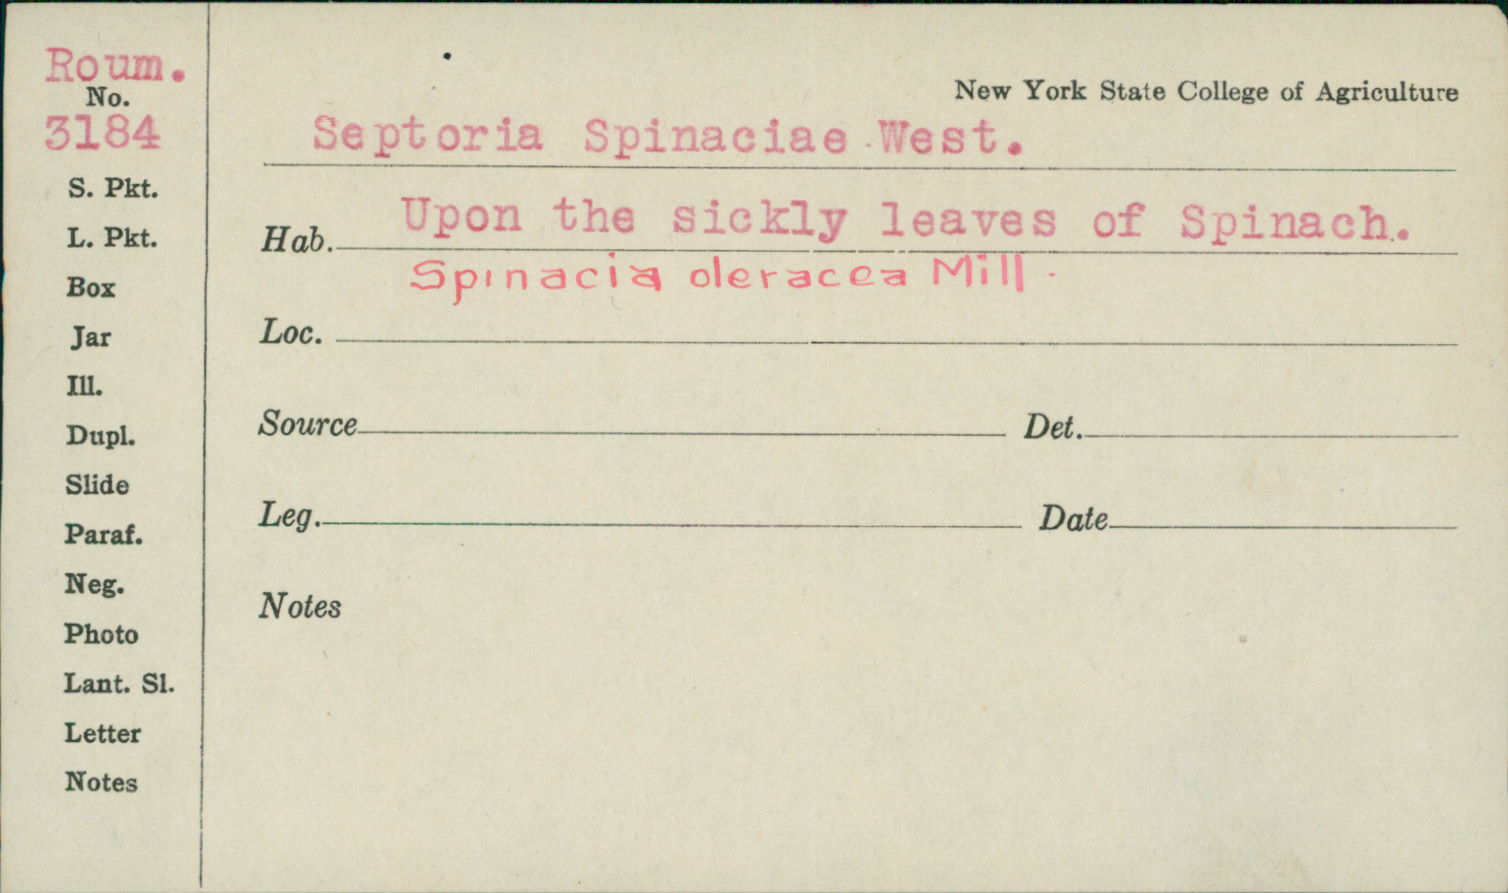 Roum.
No.
3184
S. Pkt.
L. Pkt.
Box
Jar
Ill.
Dupl.
Slide
Paraf.
Neg.
Photo
Lant. Sl.
Letter
Notes
New York State College of Agriculture
Septoria Spinaciae West.
Hab. Upon the sickly leaves of Spinach.
Spinacia oleracea Mill.
Loc.
Source Det.
Leg. Date
Notes